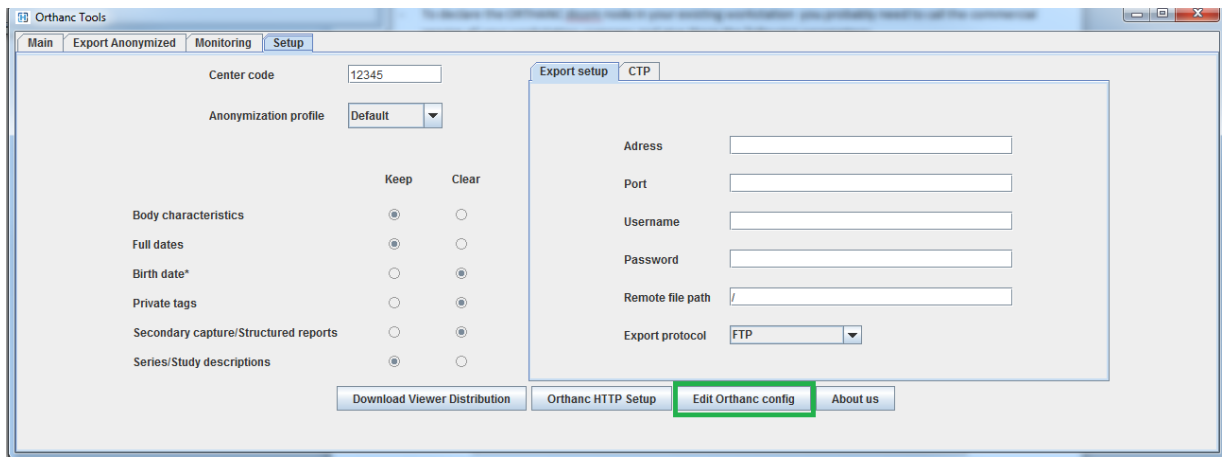 Orthanc Tools
Main Export Anonymized Monitoring Setup
Center code 12345
Anonymization profile Default
Keep Clear
Body characteristics
Full dates
Birth date*
Private tags
Secondary capture/Structured reports
Series/Study descriptions
Export setup CTP
Adress
Port
Username
Password
Remote file path /
Export protocol FTP
Download Viewer Distribution Orthanc HTTP Setup Edit Orthanc config About us